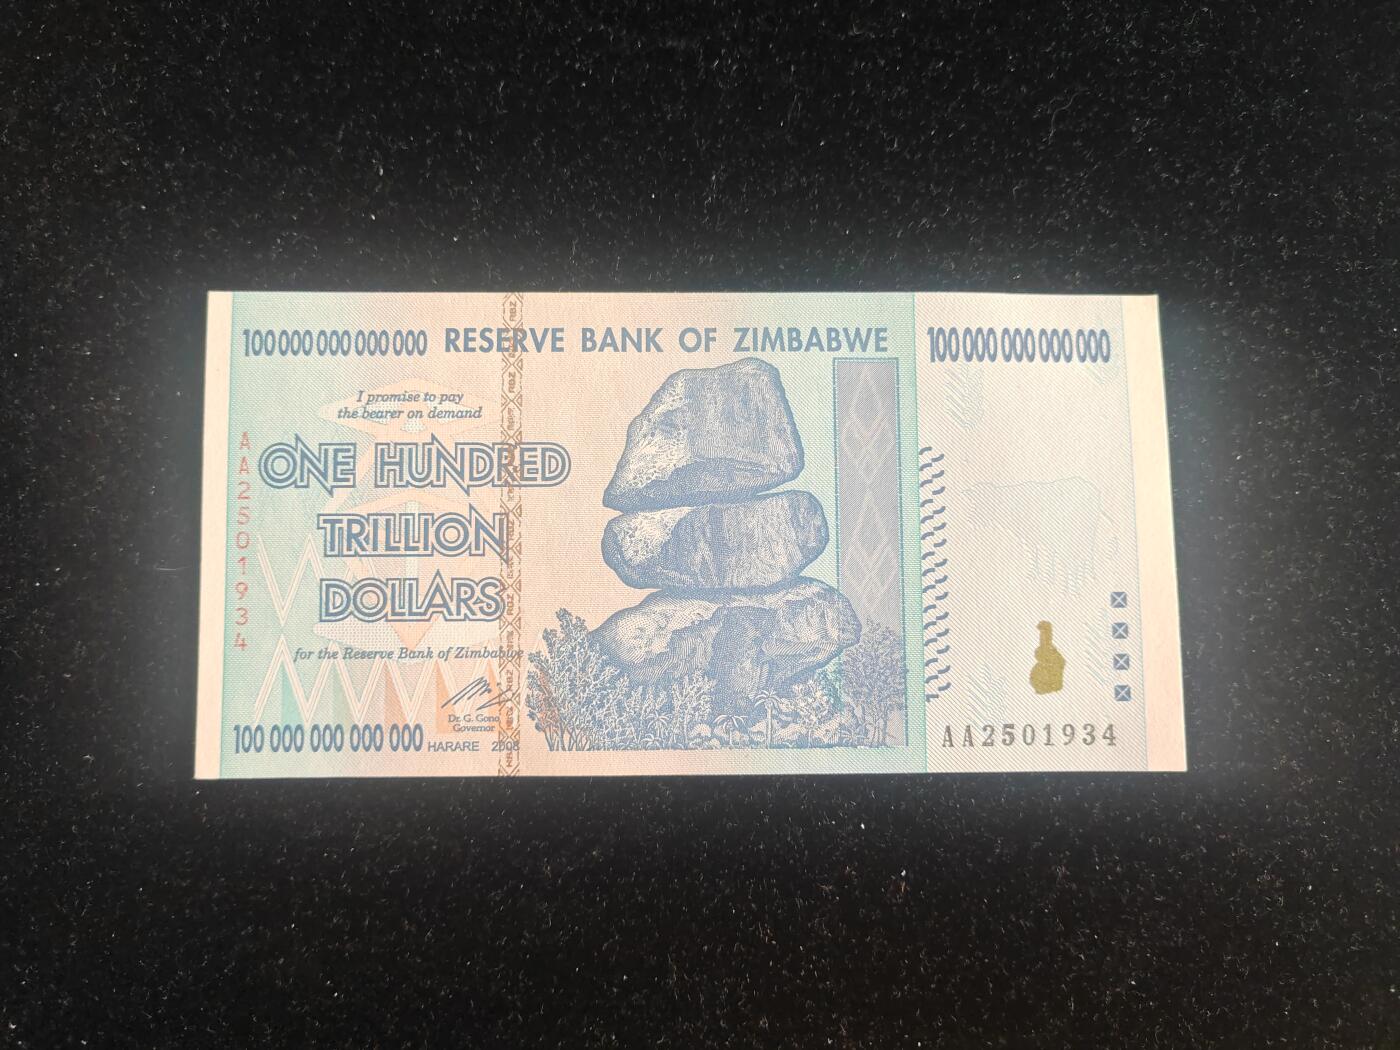 100 000 000 000 000 RESERVE BANK OF ZIMBABWE 100 000 000 000 000
I promise to pay
the bearer on demand
ONE HUNDRED
TRILLION
DOLLARS
for the Reserve Bank of Zimbabwe
Dr. G. Gono
Governor
100 000 000 000 000 HARARE 2008
AA2501934
AA2501934
RBZ